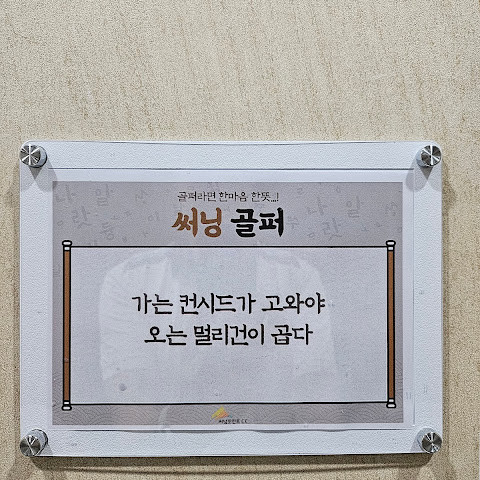 골퍼라면 한마음 한뜻...!
써닝 골퍼
가는 컨시드가 고와야
오는 멀리건이 곱다